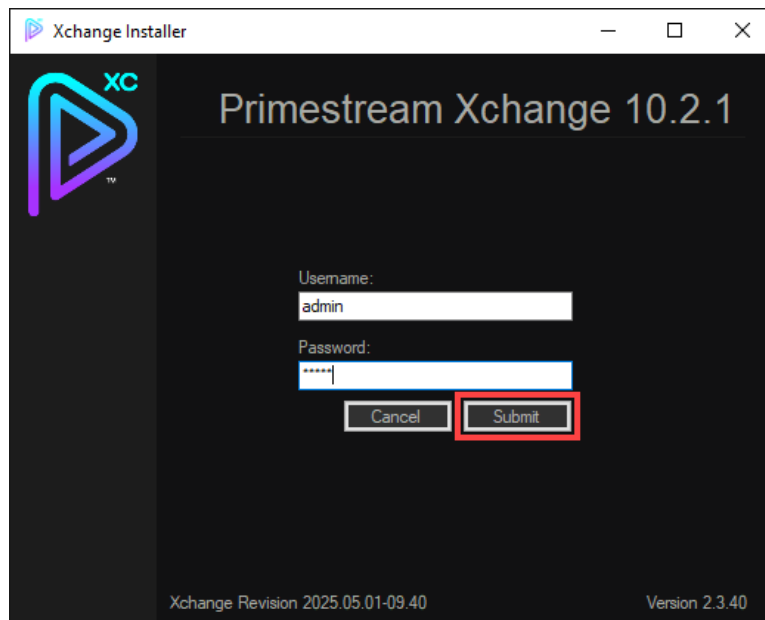 Xchange Installer
XC
TM
Primestream Xchange 10.2.1
Username:
admin
Password:
*****
Cancel
Submit
Xchange Revision 2025.05.01-09.40
Version 2.3.40